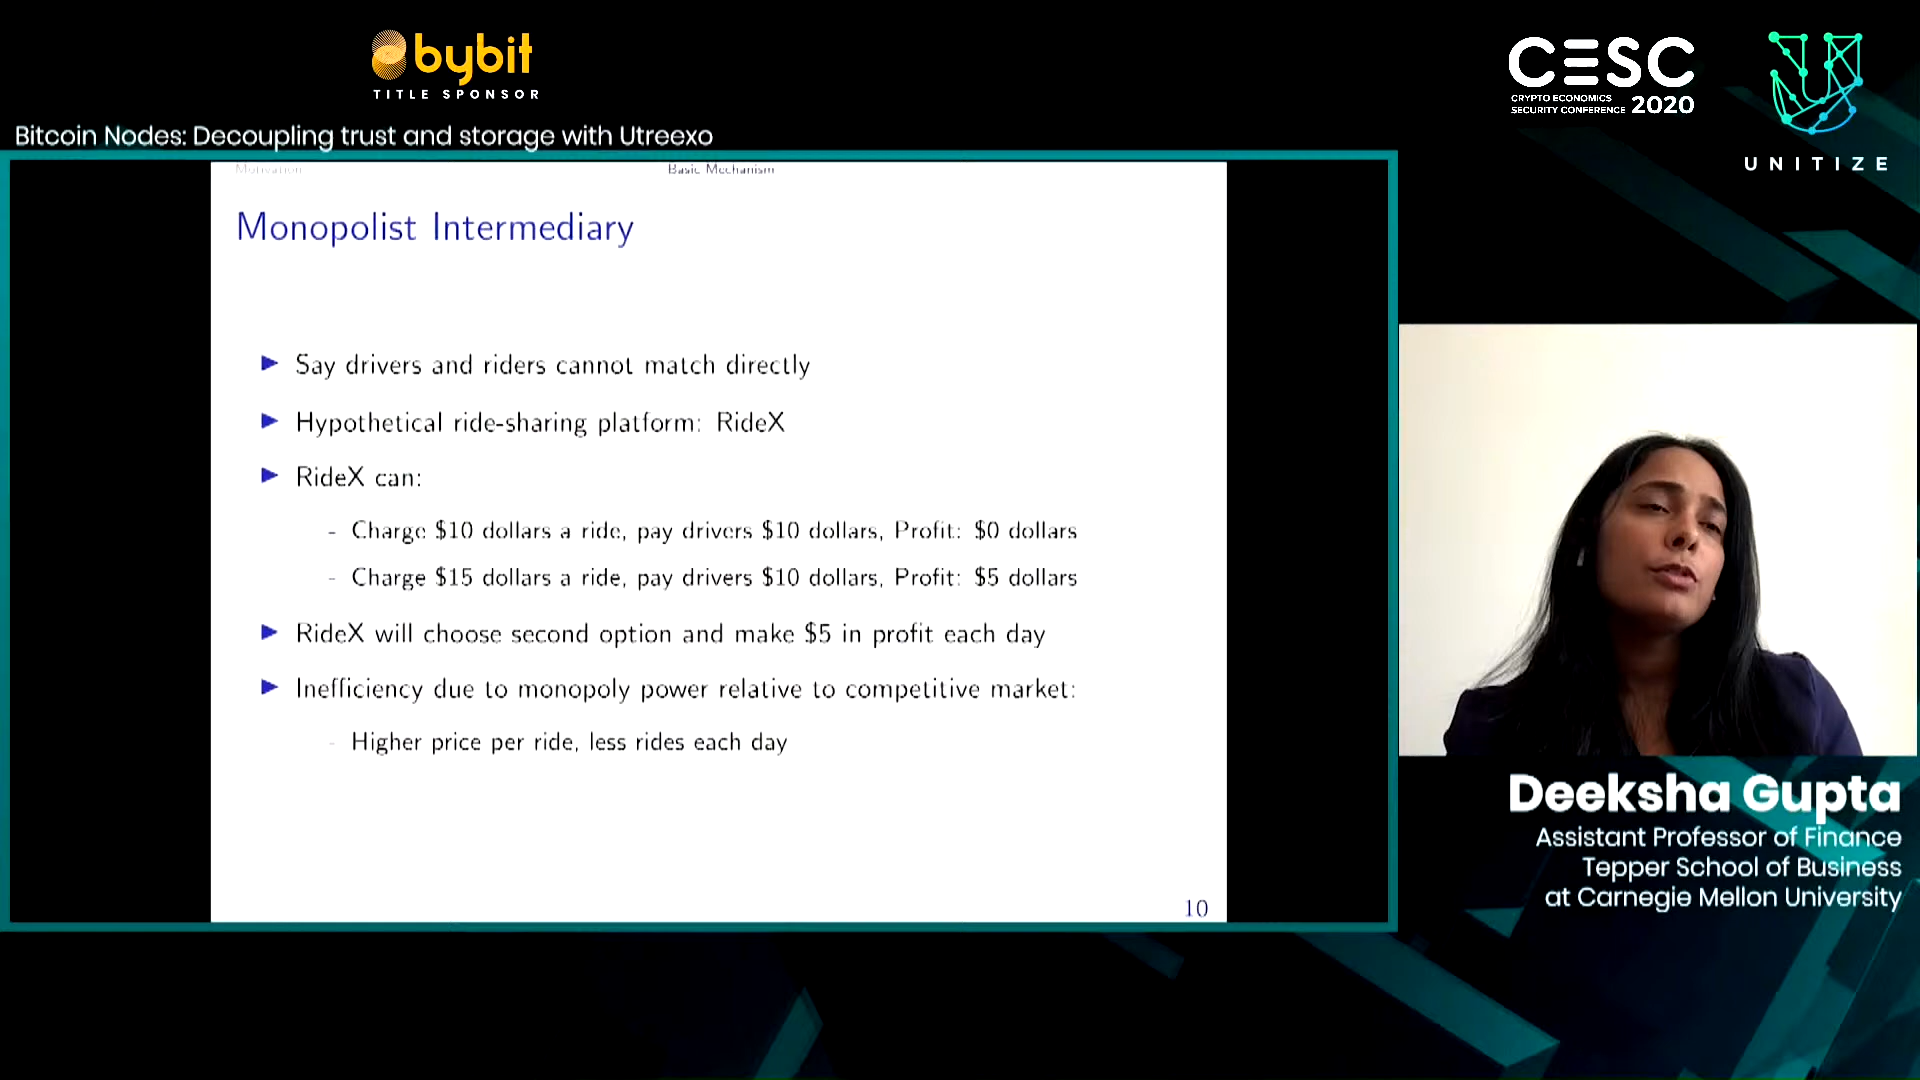 bybit
TITLE SPONSOR
CESC
CRYPTO ECONOMICS
SECURITY CONFERENCE 2020
UNITIZE
Bitcoin Nodes: Decoupling trust and storage with Utreexo
Motivation
Basic Mechanism
Monopolist Intermediary
Say drivers and riders cannot match directly
Hypothetical ride-sharing platform: RideX
RideX can:
- Charge $10 dollars a ride, pay drivers $10 dollars, Profit: $0 dollars
- Charge $15 dollars a ride, pay drivers $10 dollars, Profit: $5 dollars
RideX will choose second option and make $5 in profit each day
Inefficiency due to monopoly power relative to competitive market:
- Higher price per ride, less rides each day
10
Deeksha Gupta
Assistant Professor of Finance
Tepper School of Business
at Carnegie Mellon University